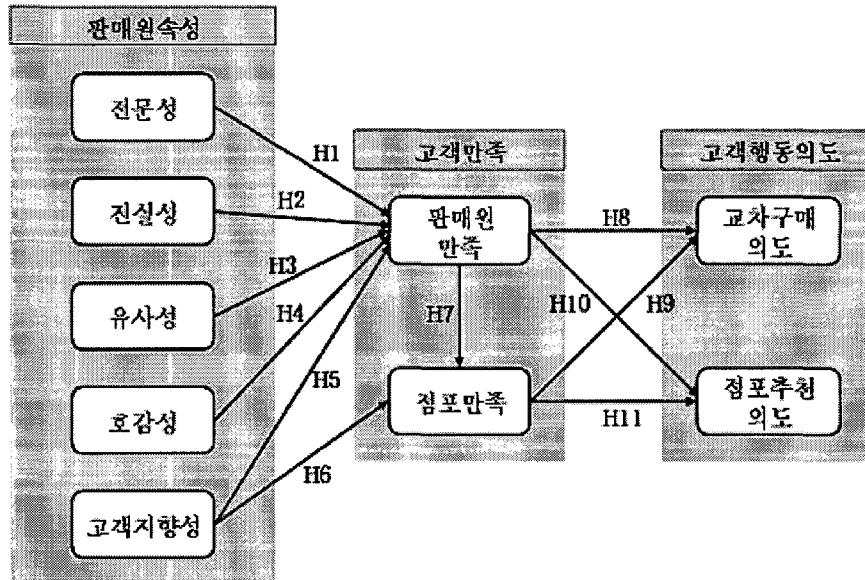 판매원속성
전문성
진실성
유사성
호감성
고객지향성
H1
H2
H3
H4
H5
H6
고객만족
판매원
만족
H7
점포만족
H8
H10
H9
H11
고객행동의도
교차구매
의도
점포추천
의도